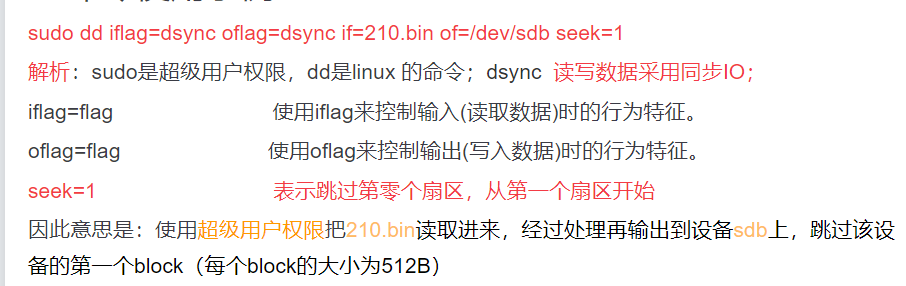 sudo dd iflag=dsync oflag=dsync if=210.bin of=/dev/sdb seek=1
解析：sudo是超级用户权限，dd是linux 的命令；dsync 读写数据采用同步IO；
iflag=flag 使用iflag来控制输入(读取数据)时的行为特征。
oflag=flag 使用oflag来控制输出(写入数据)时的行为特征。
seek=1 表示跳过第零个扇区，从第一个扇区开始
因此意思是：使用超级用户权限把210.bin读取进来，经过处理再输出到设备sdb上，跳过该设
备的第一个block（每个block的大小为512B）